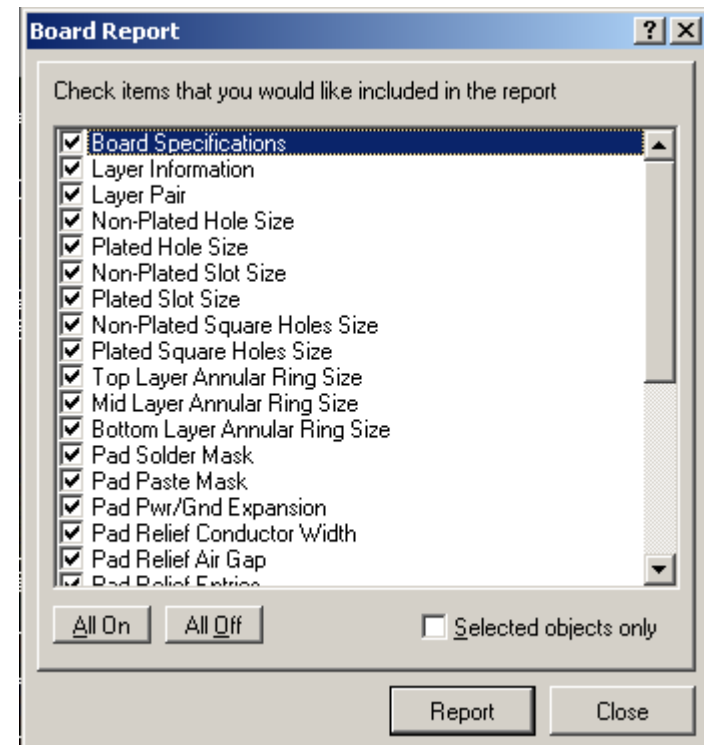 Board Report
Check items that you would like included in the report
Board Specifications
Layer Information
Layer Pair
Non-Plated Hole Size
Plated Hole Size
Non-Plated Slot Size
Plated Slot Size
Non-Plated Square Holes Size
Plated Square Holes Size
Top Layer Annular Ring Size
Mid Layer Annular Ring Size
Bottom Layer Annular Ring Size
Pad Solder Mask
Pad Paste Mask
Pad Pwr/Gnd Expansion
Pad Relief Conductor Width
Pad Relief Air Gap
Pad Relief Entries
All On All Off Selected objects only
Report Close